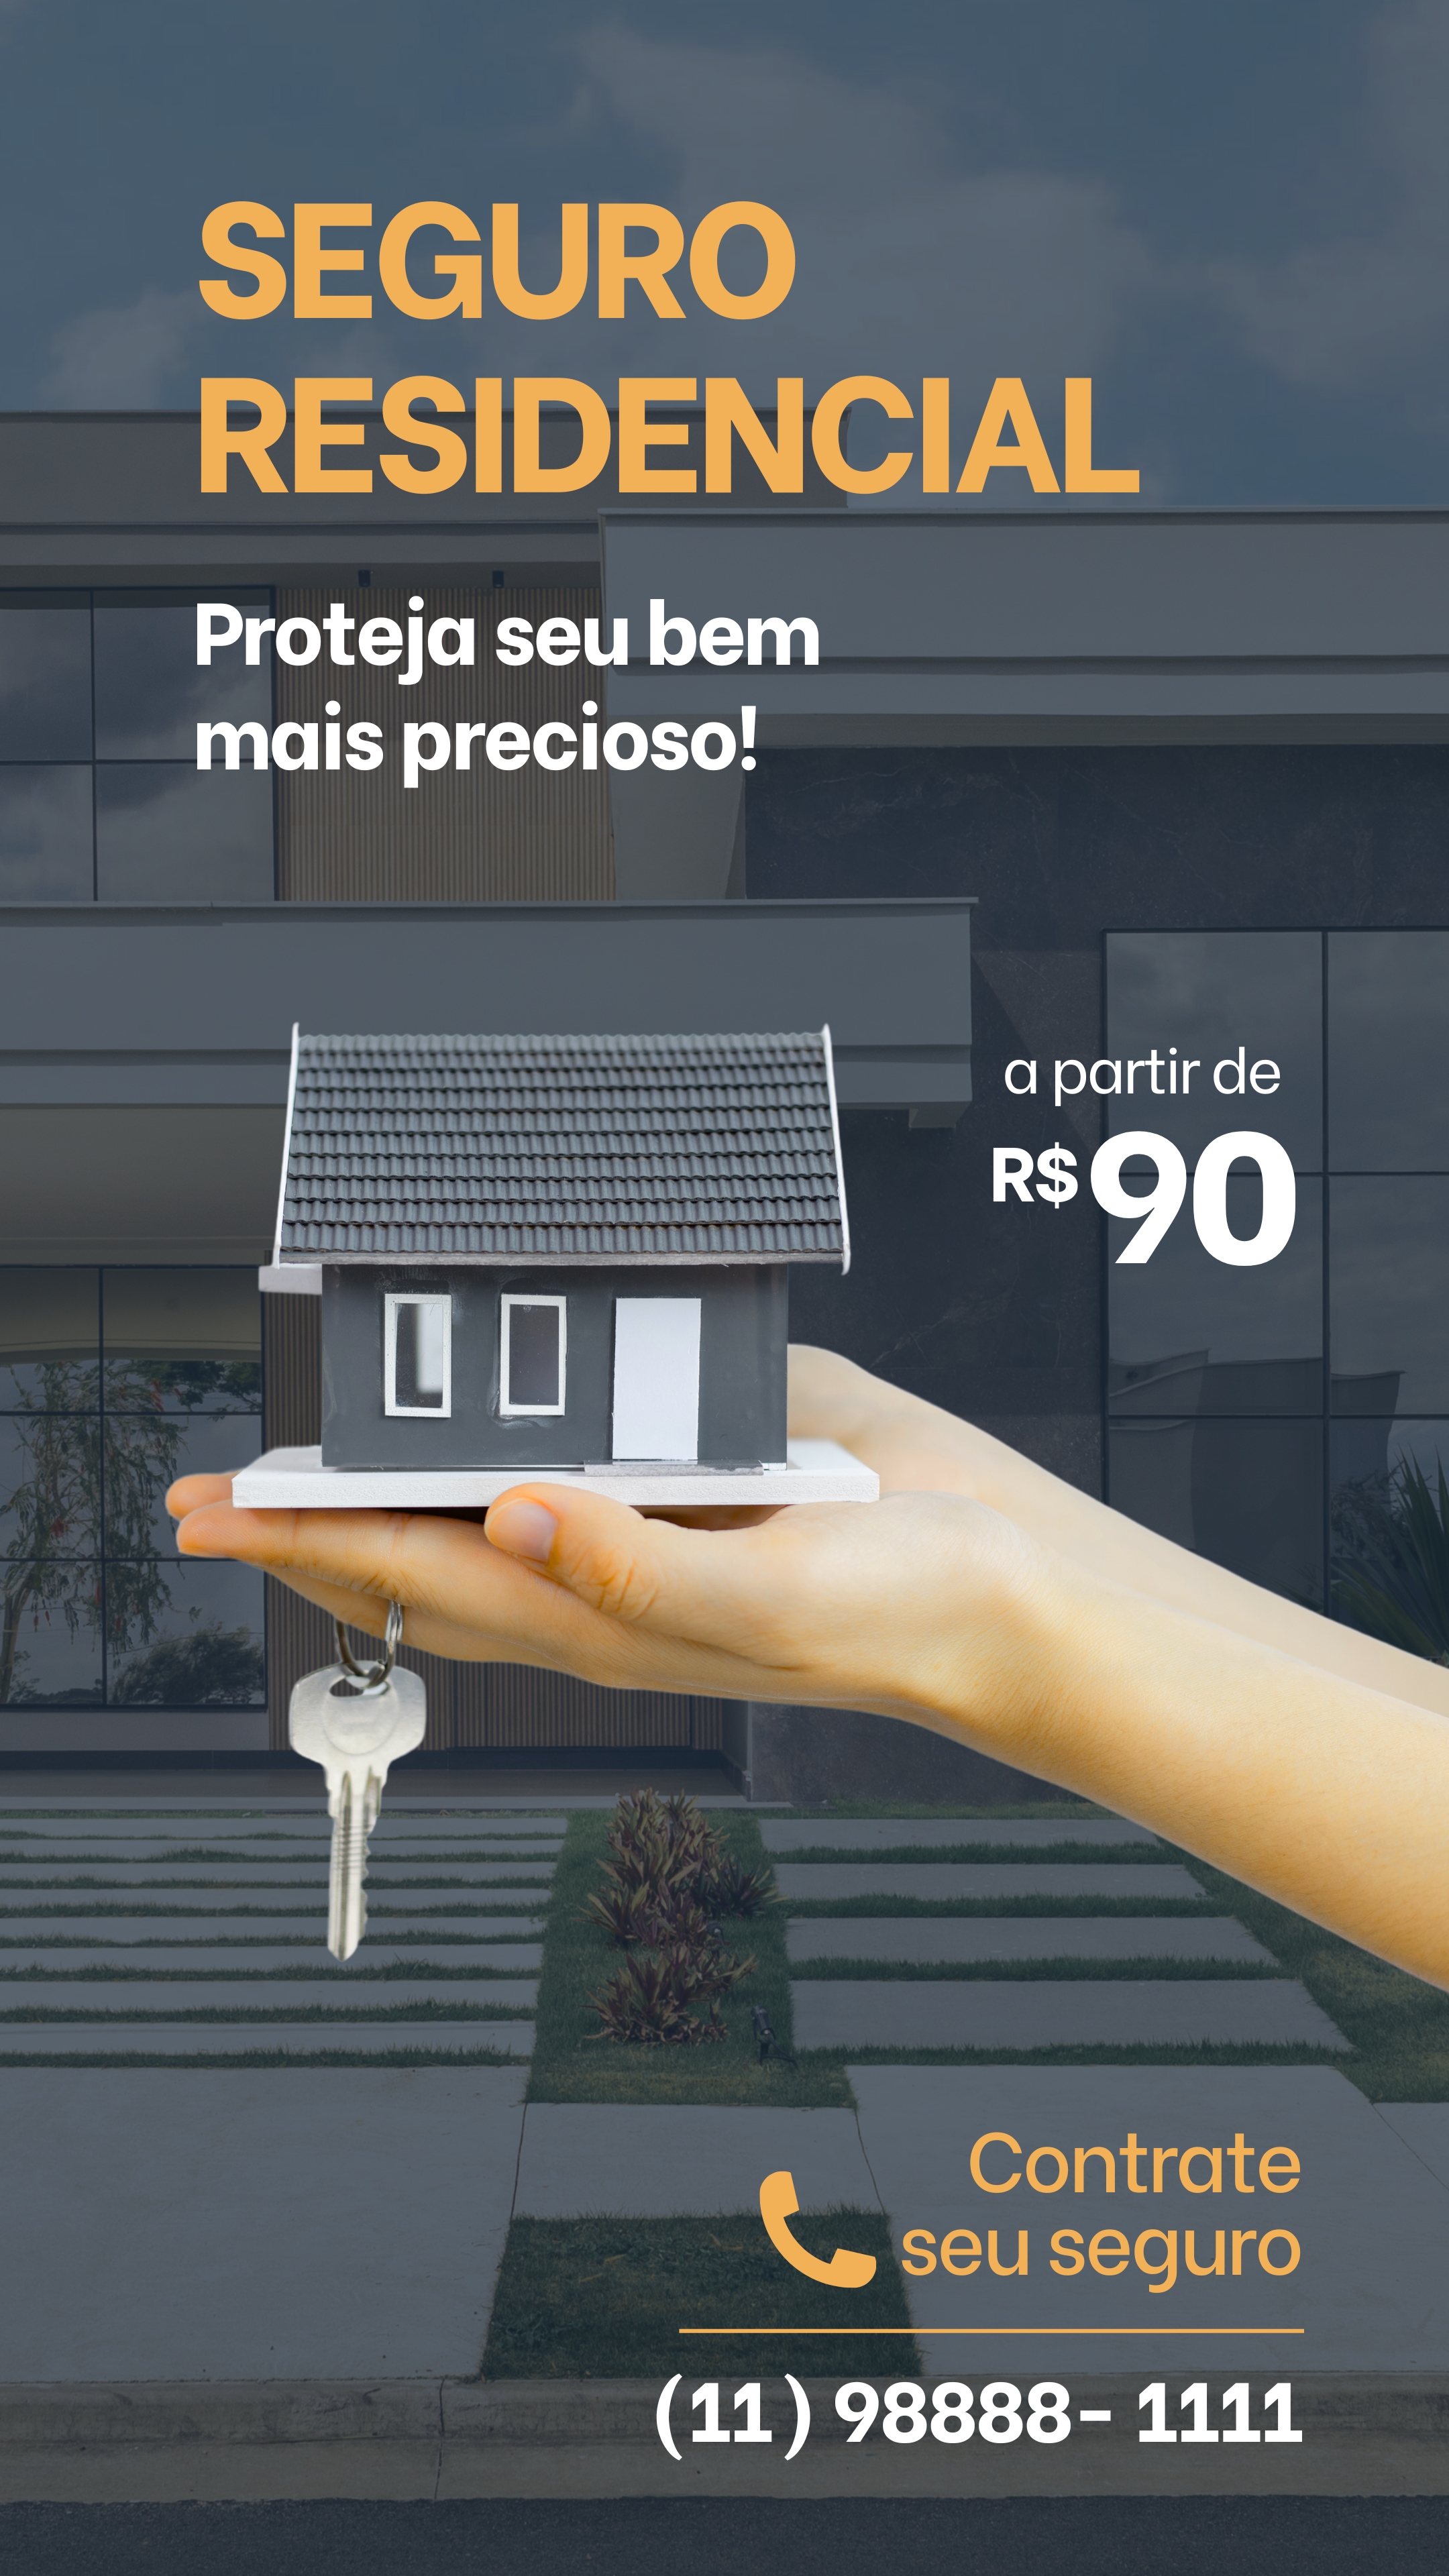 SEGURO
RESIDENCIAL
Proteja seu bem
mais precioso!
a partir de
R$90
Contrate
seu seguro
(11) 98888- 1111